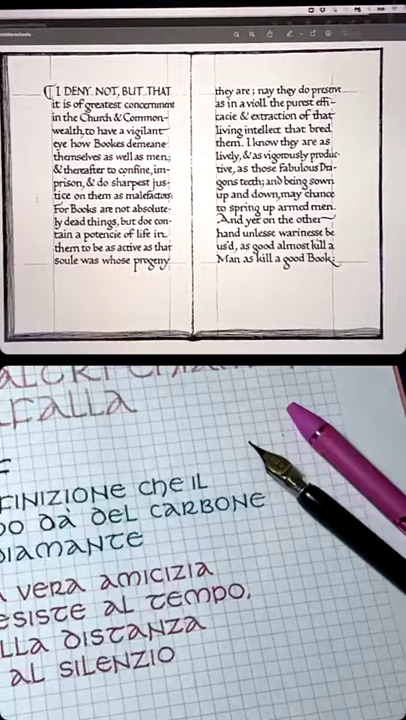 I DENY NOT, BUT THAT
it is of greatest concernment
in the Church & Common-
wealth, to have a vigilant
eye how Bookes demeane
themselves as well as men;
& thereafter to confine, im-
prison, & do sharpest jus-
tice on them as malefactors
For Books are not absolute-
ly dead things, but doe con
tain a potencie of life in
them to be as active as that
soule was whose progeny
they are; nay they do preserve
as in a violl the purest effi-
cacie & extraction of that
living intellect that bred
them. I know they are as
lively, & as vigorously produc-
tive, as those fabulous Dra-
gons teeth; and being sown
up and down, may chance
to spring up armed men.
And yet on the other
hand unlesse warinesse be
us'd, as good almost kill a
Man as kill a good Book;
FALLA
F
FINIZIONE CHE IL
DO DÀ DEL CARBONE
DIAMANTE
A VERA AMICIZIA
ESISTE AL TEMPO,
LLA DISTANZA
AL SILENZIO